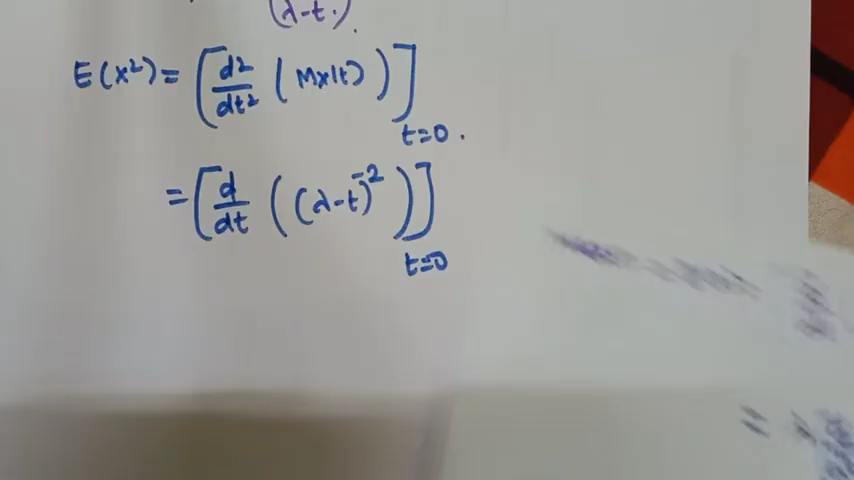 (λ-t.)
E(x²) = [d²/dt² (Mx(t))] t=0.
= [d/dt ((λ-t)⁻²)] t=0